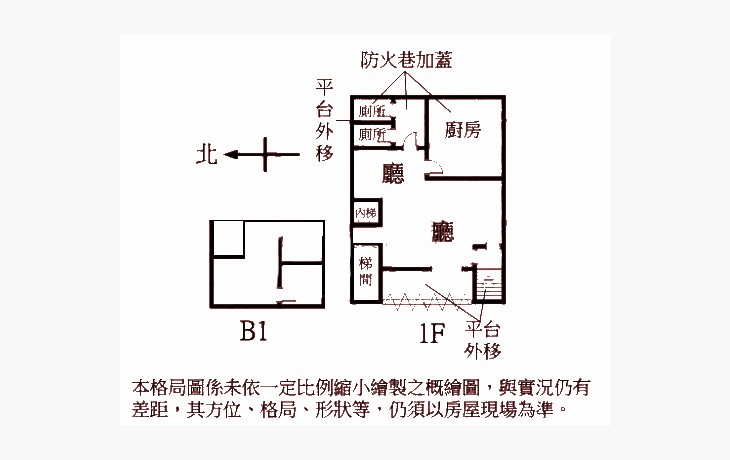 防火巷加蓋
平台外移
廁所
廁所
廚房
北
廳
內梯
廳
梯間
平台
外移
B1
1F
本格局圖係未依一定比例縮小繪製之概繪圖，與實況仍有
差距，其方位、格局、形狀等，仍須以房屋現場為準。